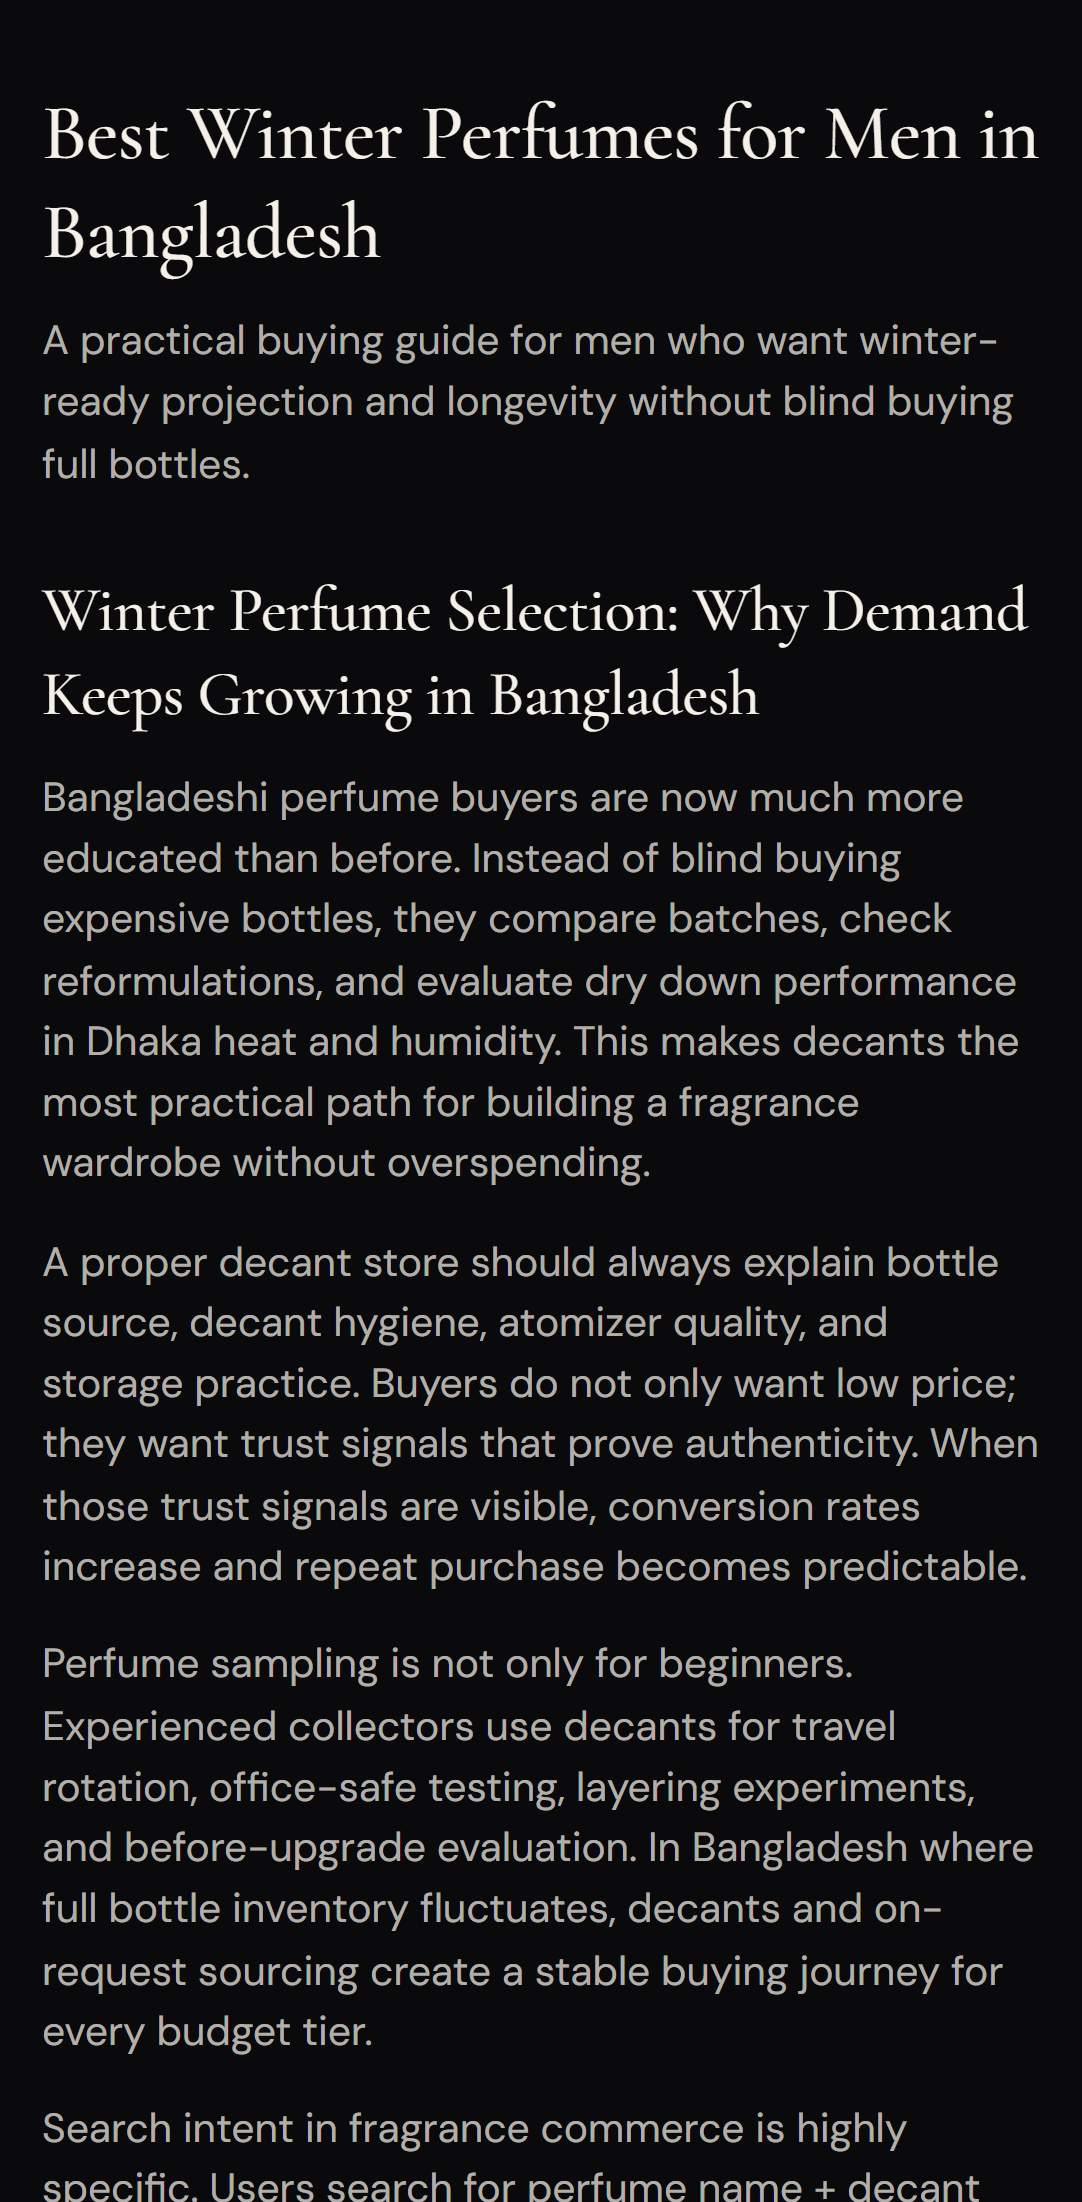 Best Winter Perfumes for Men in
Bangladesh
A practical buying guide for men who want winter-
ready projection and longevity without blind buying
full bottles.
Winter Perfume Selection: Why Demand
Keeps Growing in Bangladesh
Bangladeshi perfume buyers are now much more
educated than before. Instead of blind buying
expensive bottles, they compare batches, check
reformulations, and evaluate dry down performance
in Dhaka heat and humidity. This makes decants the
most practical path for building a fragrance
wardrobe without overspending.
A proper decant store should always explain bottle
source, decant hygiene, atomizer quality, and
storage practice. Buyers do not only want low price;
they want trust signals that prove authenticity. When
those trust signals are visible, conversion rates
increase and repeat purchase becomes predictable.
Perfume sampling is not only for beginners.
Experienced collectors use decants for travel
rotation, office-safe testing, layering experiments,
and before-upgrade evaluation. In Bangladesh where
full bottle inventory fluctuates, decants and on-
request sourcing create a stable buying journey for
every budget tier.
Search intent in fragrance commerce is highly
specific. Users search for perfume name + decant